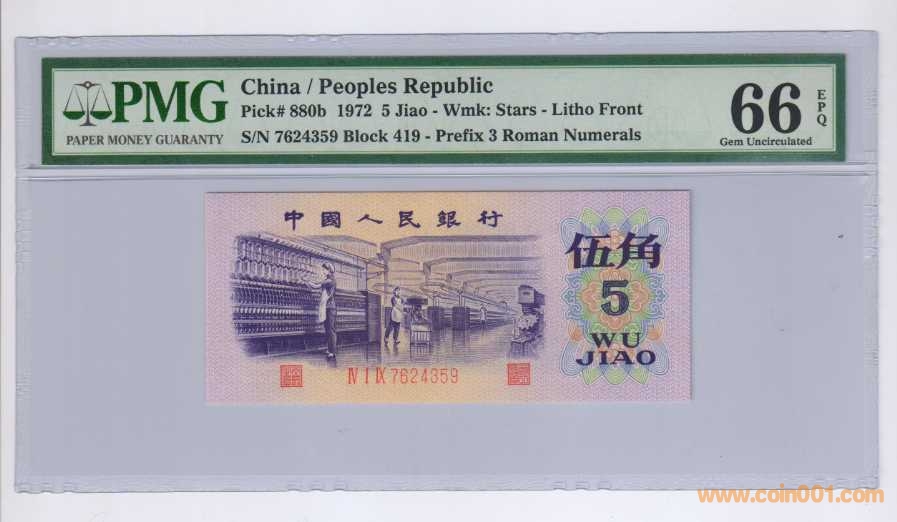 PMG
PAPER MONEY GUARANTY
China / Peoples Republic
Pick# 880b 1972 5 Jiao - Wmk: Stars - Litho Front
S/N 7624359 Block 419 - Prefix 3 Roman Numerals
66 EPQ
Gem Uncirculated
中國人民銀行
伍角
5
WU
JIAO
Ⅳ Ⅰ Ⅸ 7624359
www.coin001.com